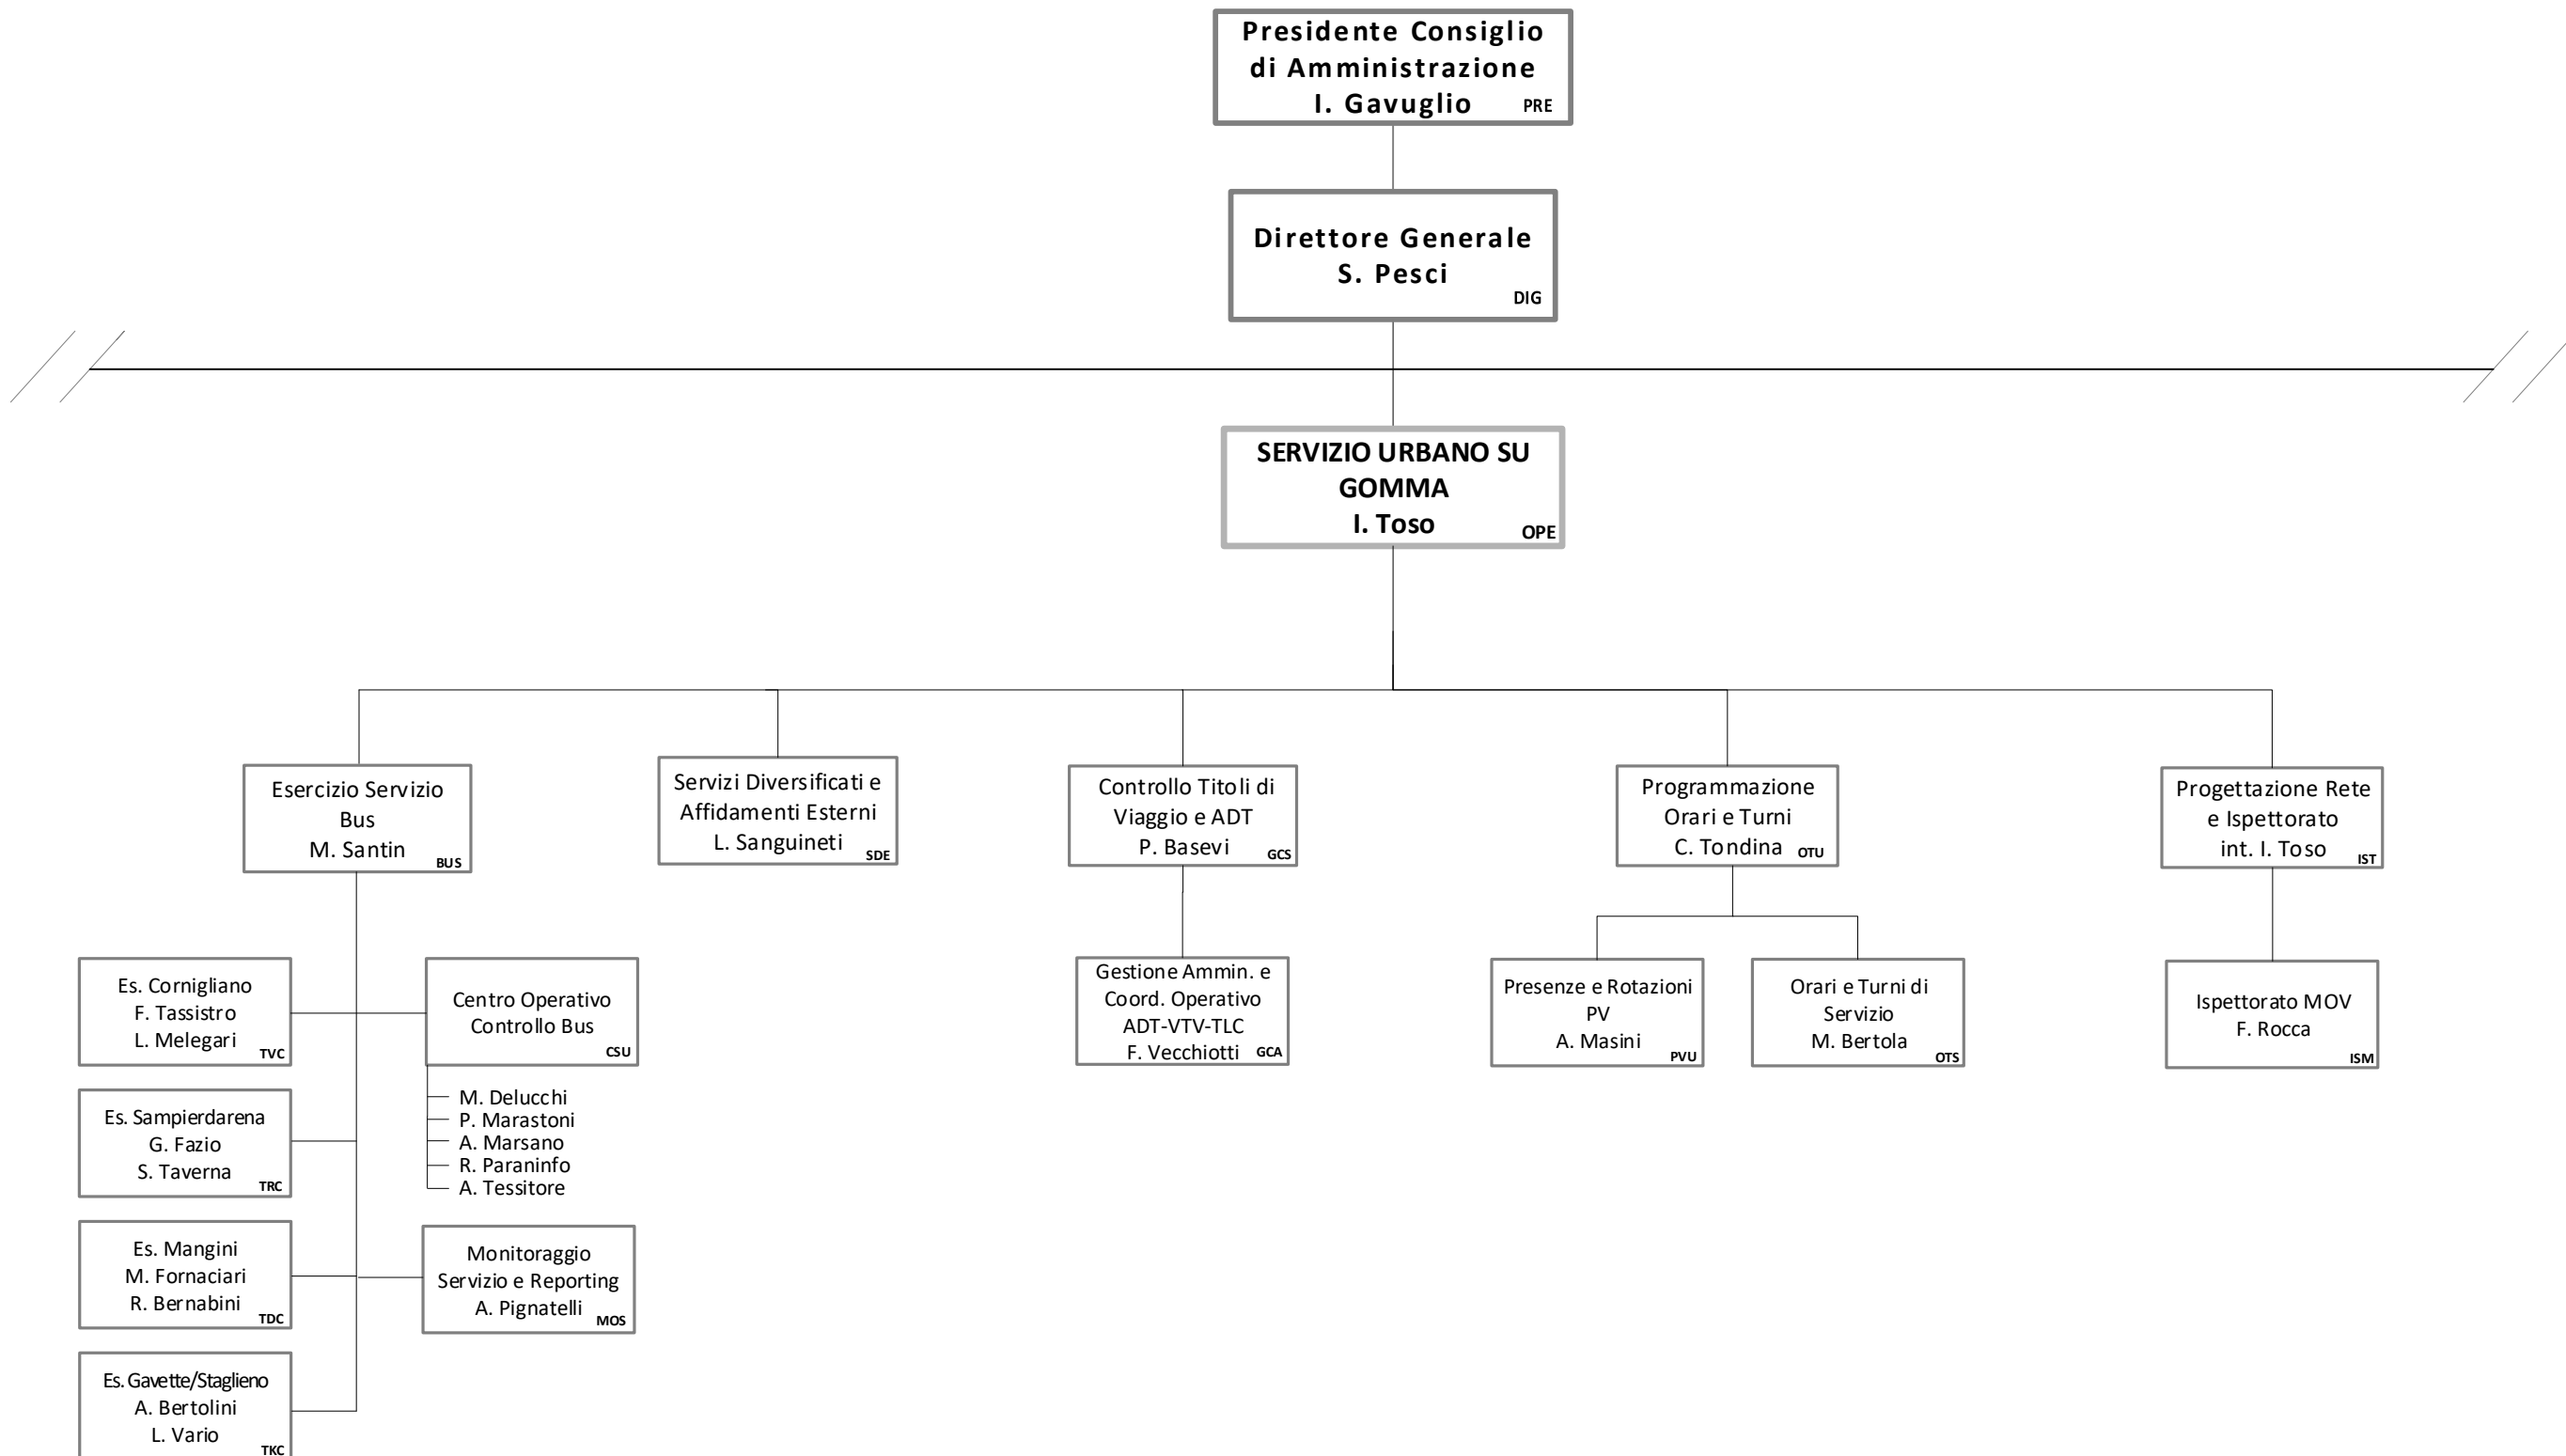 Presidente Consiglio
di Amministrazione
I. Gavuglio PRE
Direttore Generale
S. Pesci
DIG
SERVIZIO URBANO SU
GOMMA
I. Toso OPE
Esercizio Servizio
Bus
M. Santin BUS
Servizi Diversificati e
Affidamenti Esterni
L. Sanguineti SDE
Controllo Titoli di
Viaggio e ADT
P. Basevi GCS
Programmazione
Orari e Turni
C. Tondina OTU
Progettazione Rete
e Ispettorato
int. I. Toso IST
Es. Cornigliano
F. Tassistro
L. Melegari TVC
Centro Operativo
Controllo Bus
CSU
M. Delucchi
P. Marastoni
A. Marsano
R. Paraninfo
A. Tessitore
Gestione Ammin. e
Coord. Operativo
ADT-VTV-TLC
F. Vecchiotti GCA
Presenze e Rotazioni
PV
A. Masini PVU
Orari e Turni di
Servizio
M. Bertola OTS
Ispettorato MOV
F. Rocca
ISM
Es. Sampierdarena
G. Fazio
S. Taverna TRC
Es. Mangini
M. Fornaciari
R. Bernabini TDC
Monitoraggio
Servizio e Reporting
A. Pignatelli MOS
Es. Gavette/Staglieno
A. Bertolini
L. Vario
TKC